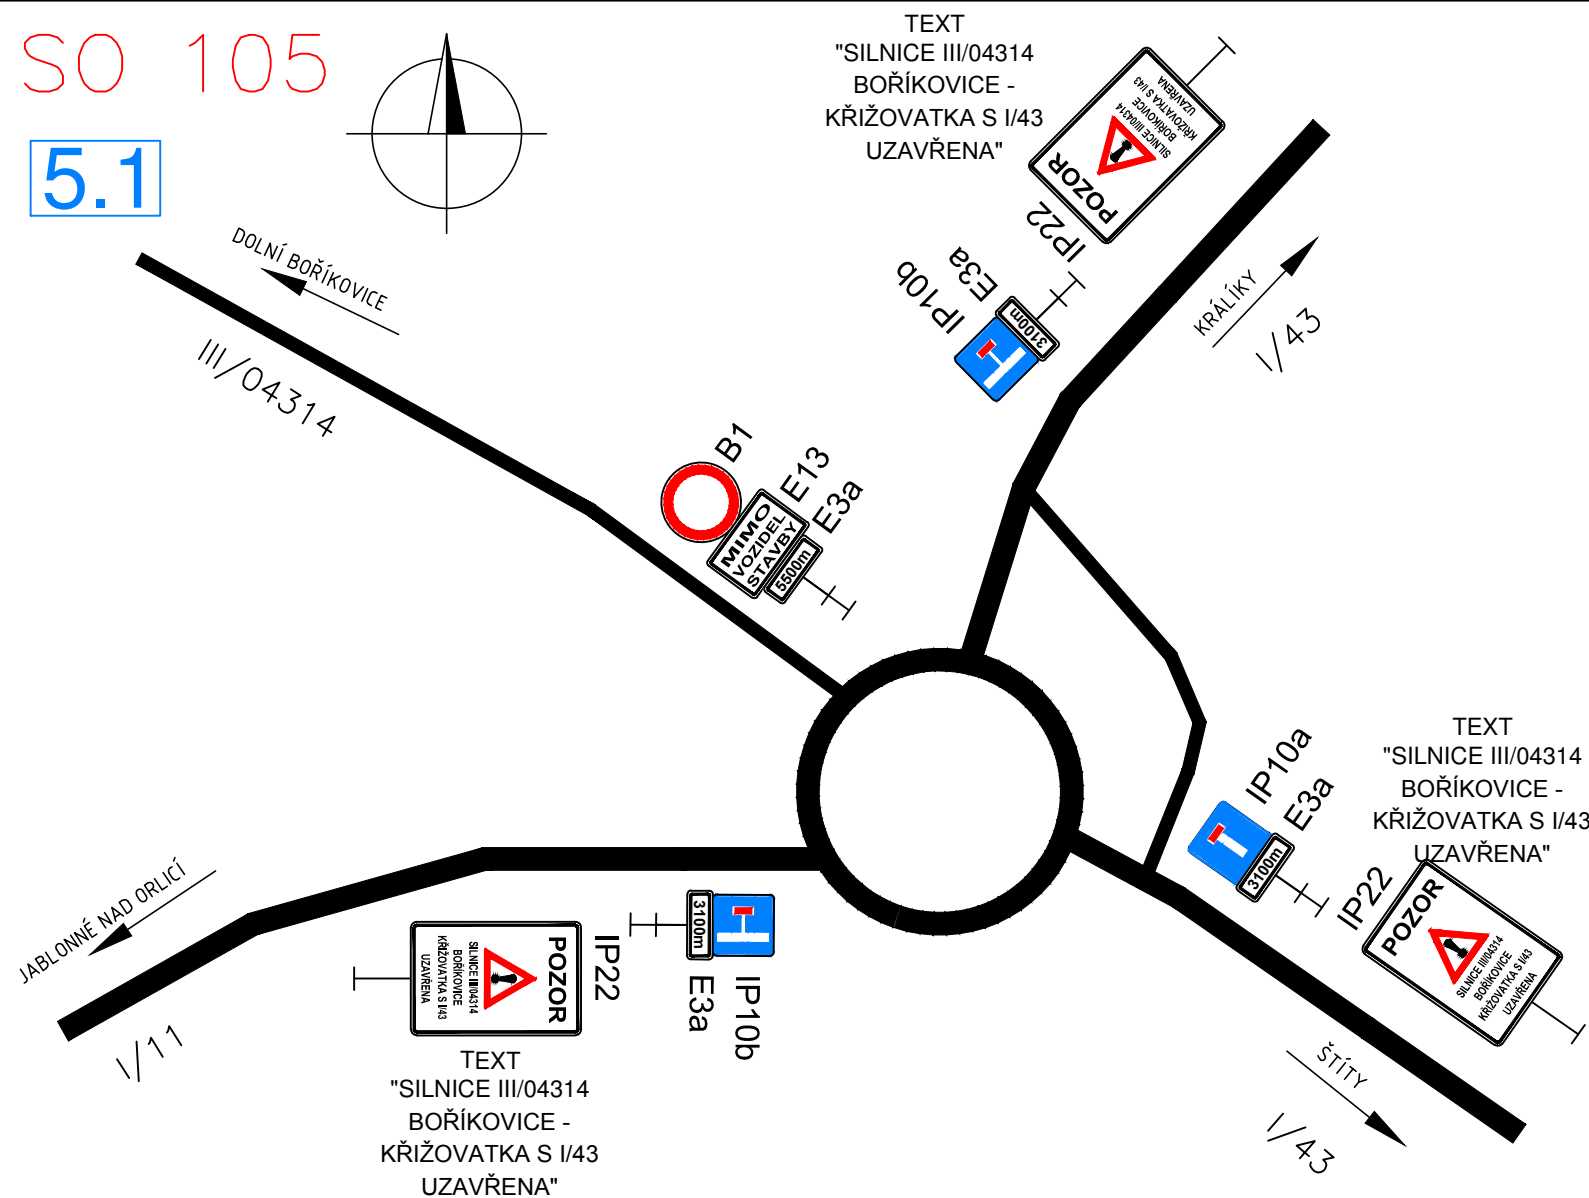 SO 105
5.1
TEXT
"SILNICE III/04314
BOŘÍKOVICE -
KŘIŽOVATKA S I/43
UZAVŘENA"
POZOR
SILNICE III/04314
BOŘÍKOVICE
KŘIŽOVATKA S I/43
UZAVŘENA
IP22
E3a
IP10b
3100m
DOLNÍ BOŘÍKOVICE
III/04314
KRÁLÍKY
I/43
B1
E13
E3a
MIMO
VOZIDEL
STAVBY
5500m
IP10a
E3a
3100m
TEXT
"SILNICE III/04314
BOŘÍKOVICE -
KŘIŽOVATKA S I/43
UZAVŘENA"
IP22
POZOR
SILNICE III/04314
BOŘÍKOVICE
KŘIŽOVATKA S I/43
UZAVŘENA
ŠTÍTY
I/43
JABLONNÉ NAD ORLICÍ
I/11
3100m
E3a
IP10b
IP22
POZOR
SILNICE III/04314
BOŘÍKOVICE
KŘIŽOVATKA S I/43
UZAVŘENA
TEXT
"SILNICE III/04314
BOŘÍKOVICE -
KŘIŽOVATKA S I/43
UZAVŘENA"